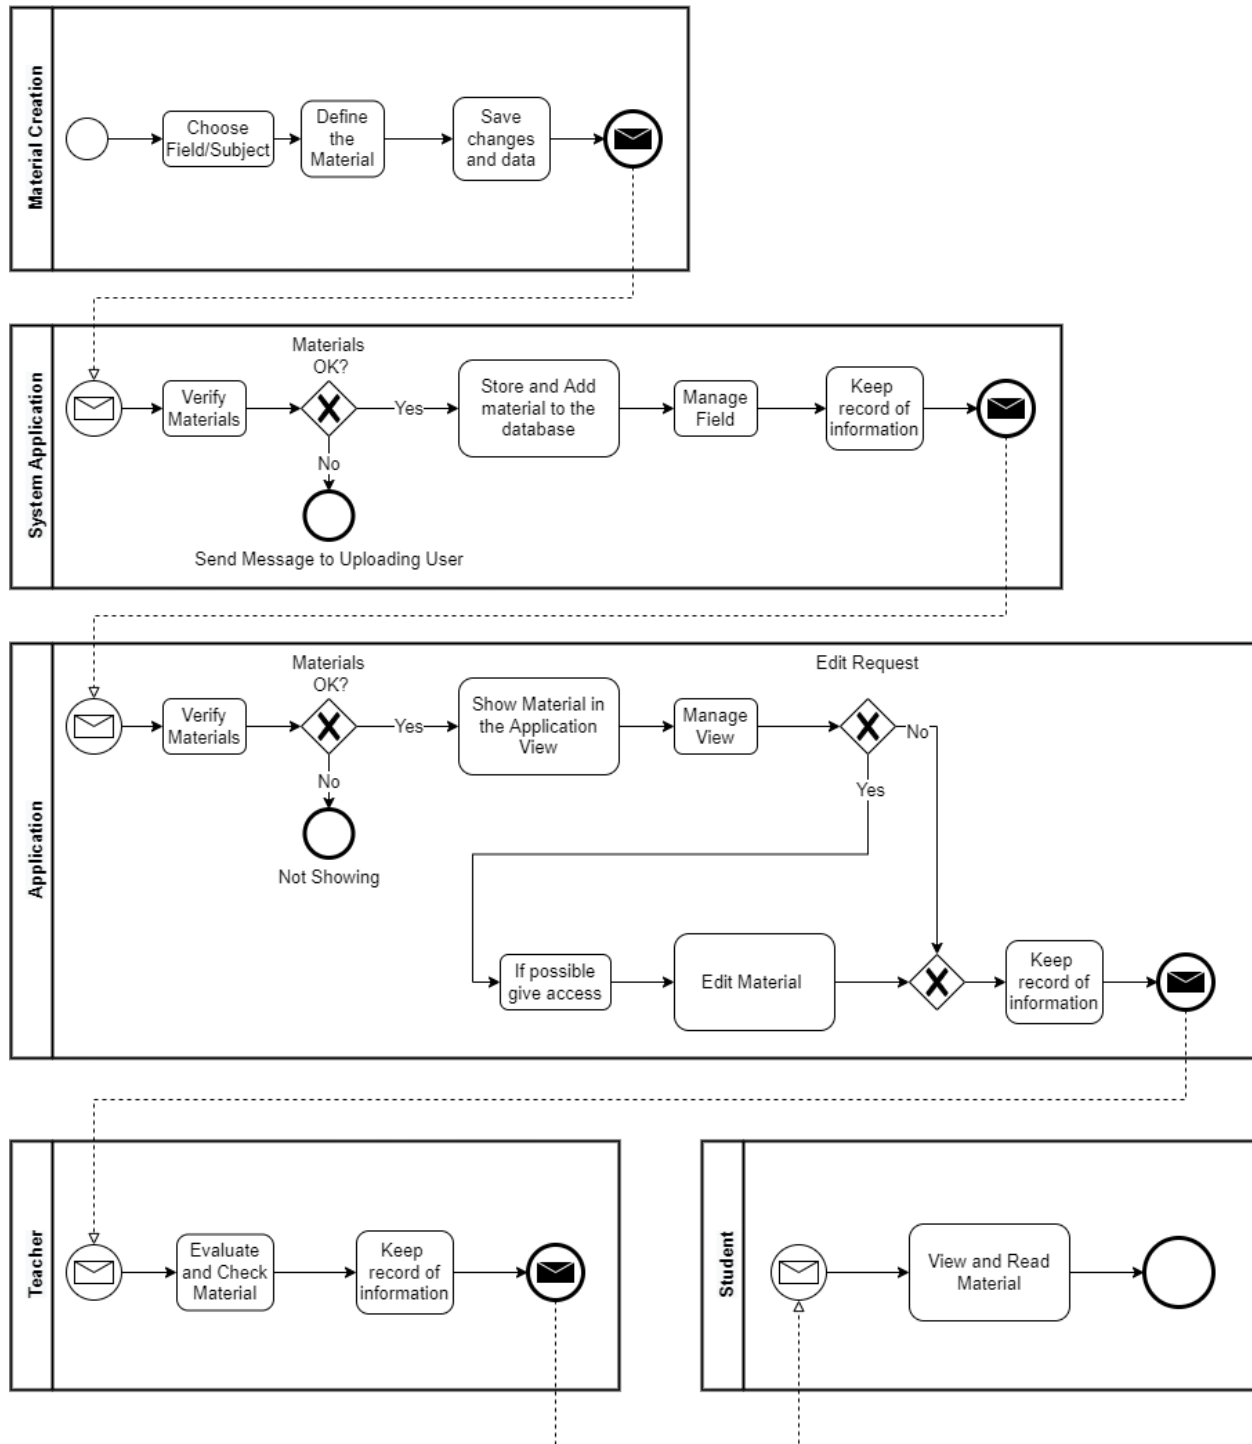 Material Creation
Choose
Field/Subject
Define
the
Material
Save
changes
and data
System Application
Verify
Materials
Materials
OK?
Yes
No
Send Message to Uploading User
Store and Add
material to the
database
Manage
Field
Keep
record of
information
Application
Verify
Materials
Materials
OK?
Yes
No
Not Showing
Show Material in
the Application
View
Manage
View
Edit Request
No
Yes
If possible
give access
Edit Material
Keep
record of
information
Teacher
Evaluate
and Check
Material
Keep
record of
information
Student
View and Read
Material